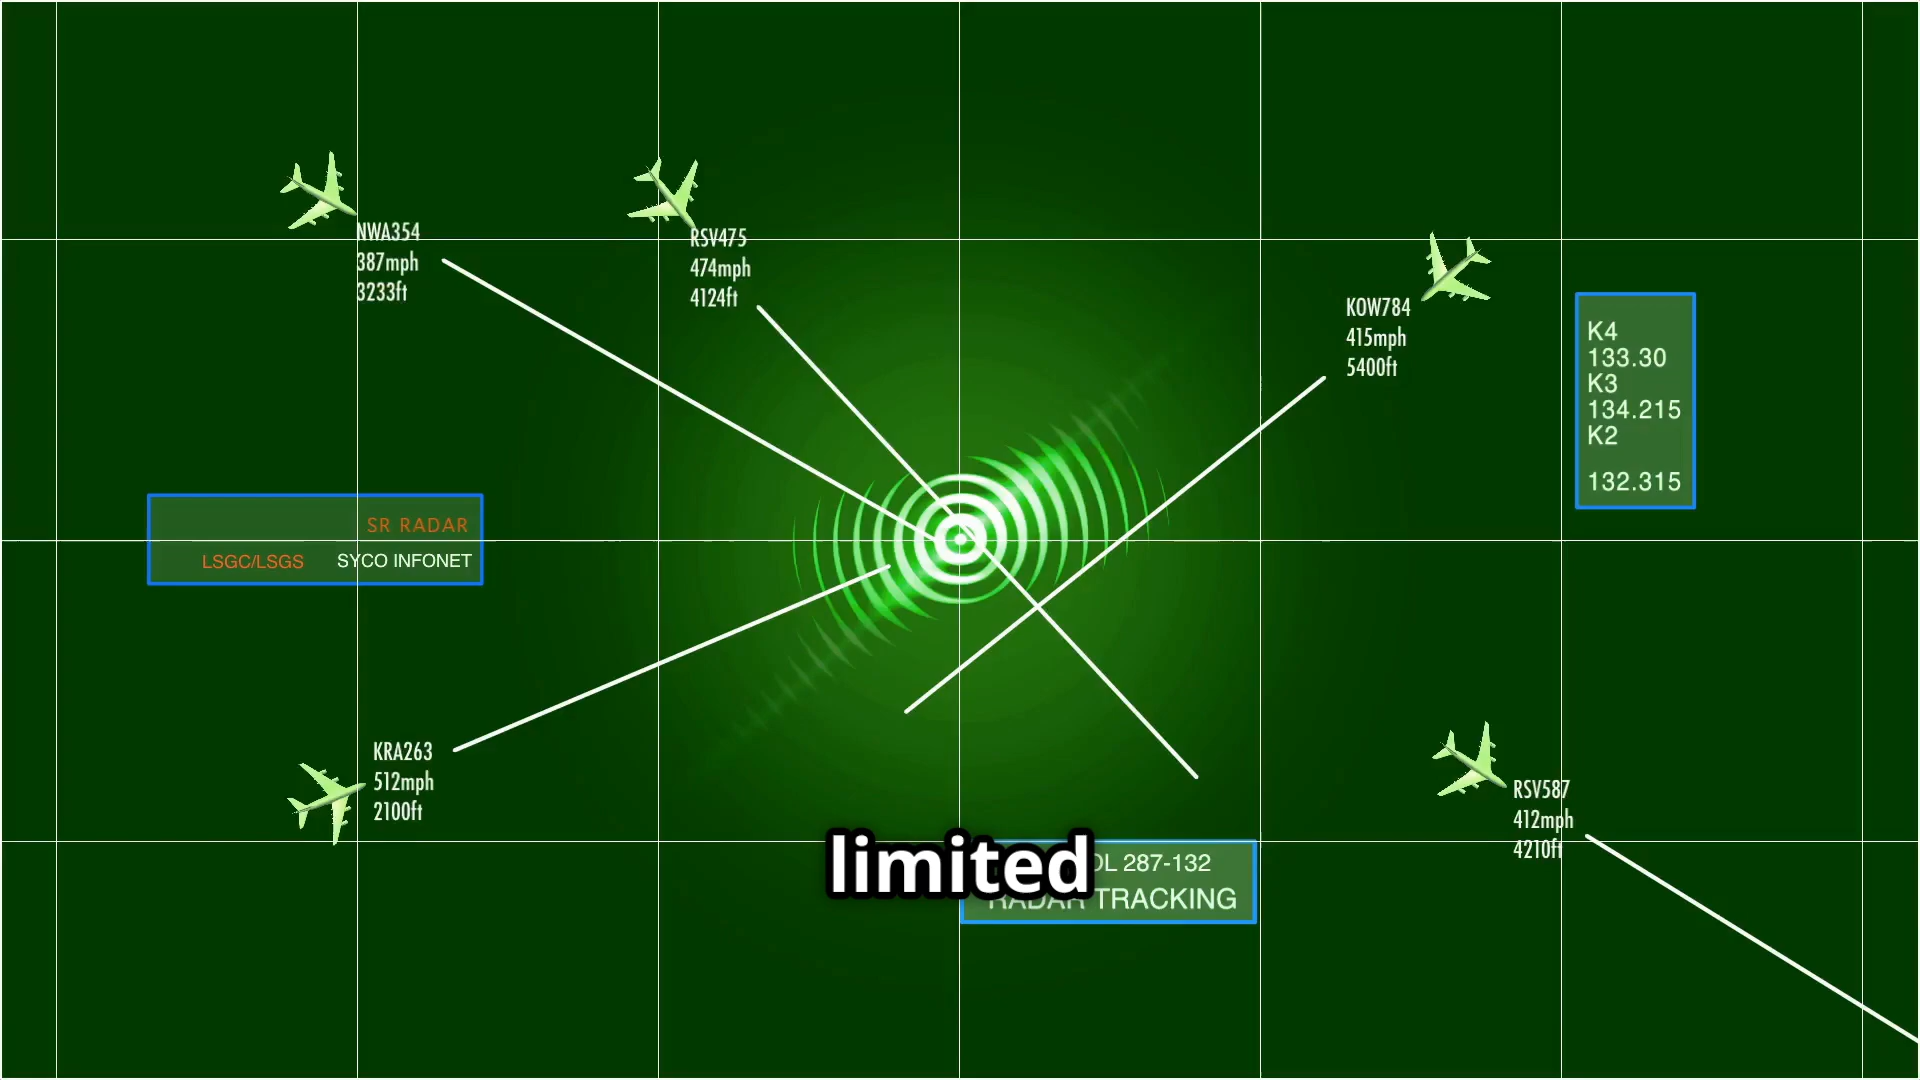 NWA354
387mph
3233ft
RSV475
474mph
4124ft
KOW784
415mph
5400ft
K4
133.30
K3
134.215
K2
132.315
SR RADAR
LSGC/LSGS SYCO INFONET
KRA263
512mph
2100ft
RSV587
412mph
4210ft
limited
287-132
RADAR TRACKING